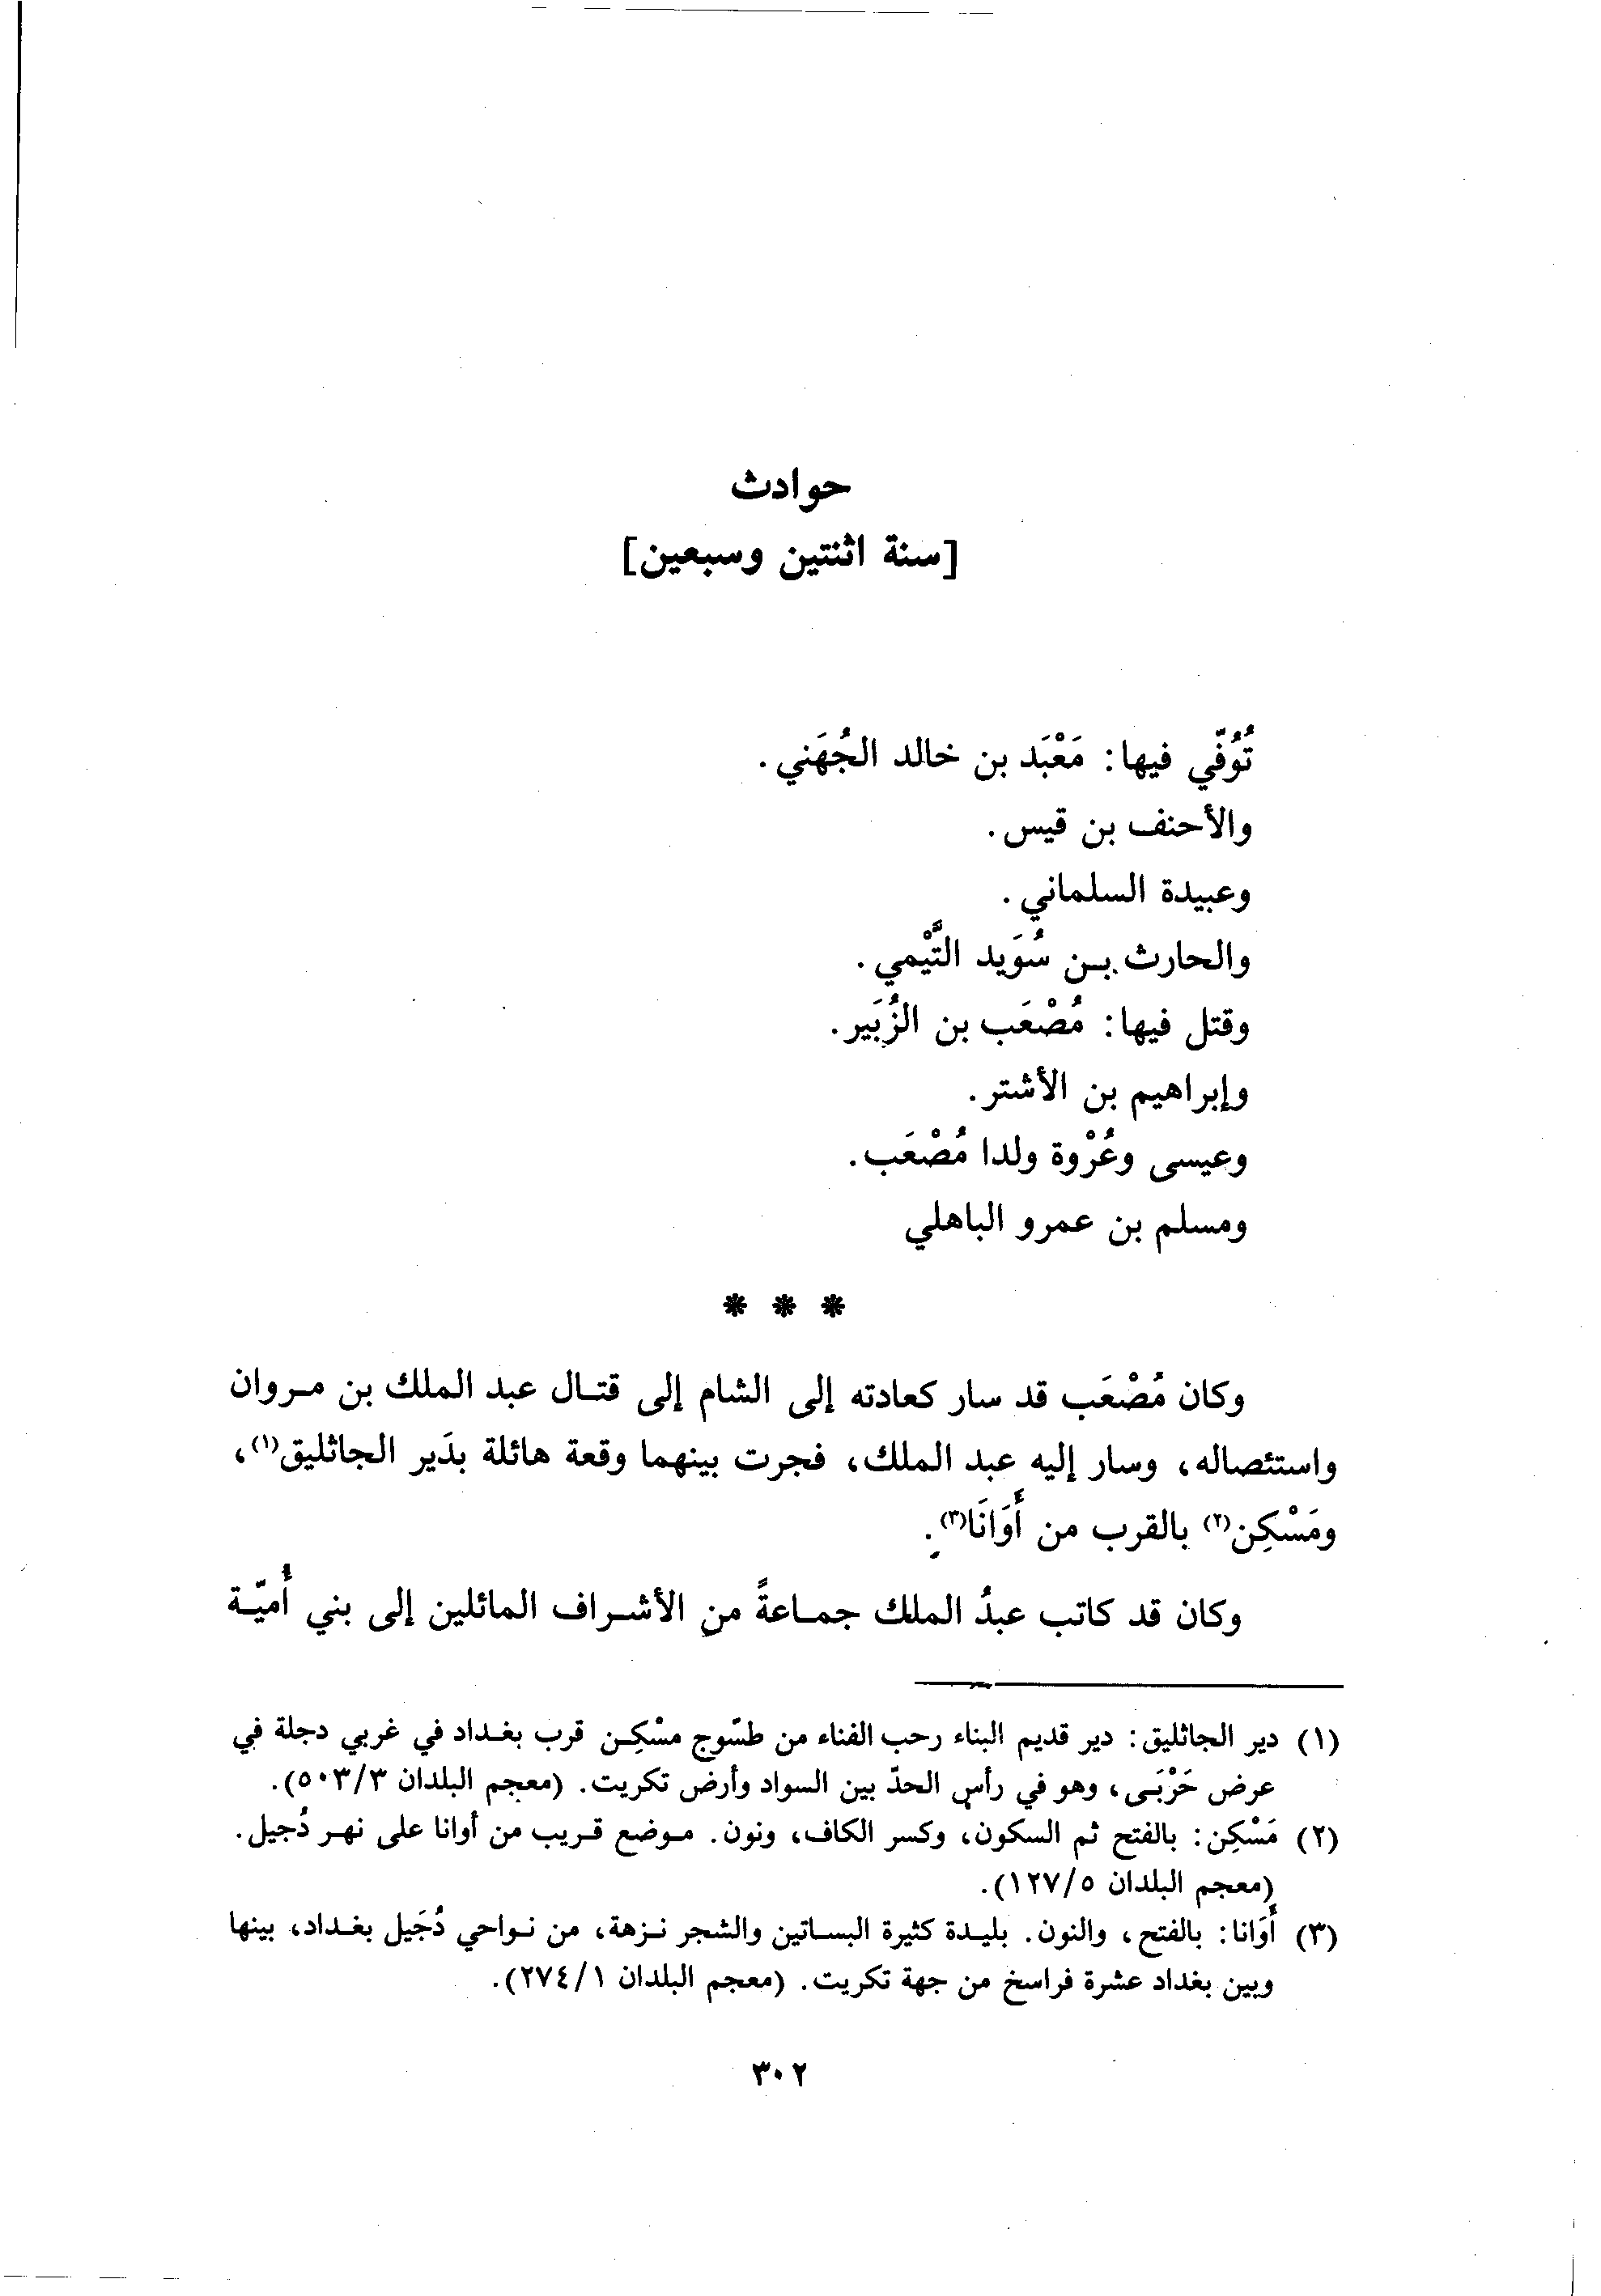 حوادث
[سنة اثنتين وسبعين]
تُوُفّي فيها: مَعْبَد بن خالد الجُهَني.
والأحنف بن قيس.
وعبيدة السلماني.
والحارث بن سُوَيد التَّيْمي.
وقتل فيها: مُصْعَب بن الزُبَير.
وإبراهيم بن الأشتر.
وعيسى وعُرْوة ولدا مُصْعَب.
ومسلم بن عمرو الباهلي
* * *
وكان مُصْعَب قد سار كعادته إلى الشام إلى قتال عبد الملك بن مروان
واستئصاله، وسار إليه عبد الملك، فجرت بينهما وقعة هائلة بدَير الجاثليق(١)،
ومَسْكِن(٢) بالقرب من أَوَانَا(٣).
وكان قد كاتب عبدُ الملك جماعةً من الأشراف المائلين إلى بني أُميّة
(١) دير الجاثليق: دير قديم البناء رحب الفناء من طسّوج مسْكِن قرب بغداد في غربي دجلة في
عرض حَرْبَى، وهو في رأس الحدّ بين السواد وأرض تكريت. (معجم البلدان ٥٠٣/٣).
(٢) مَسْكِن: بالفتح ثم السكون، وكسر الكاف، ونون. موضع قريب من أوانا على نهر دُجيل.
(معجم البلدان ١٢٧/٥).
(٣) أَوَانا: بالفتح، والنون. بليدة كثيرة البساتين والشجر نزهة، من نواحي دُجَيل بغداد، بينها
وبين بغداد عشرة فراسخ من جهة تكريت. (معجم البلدان ٢٧٤/١).
٣٠٢